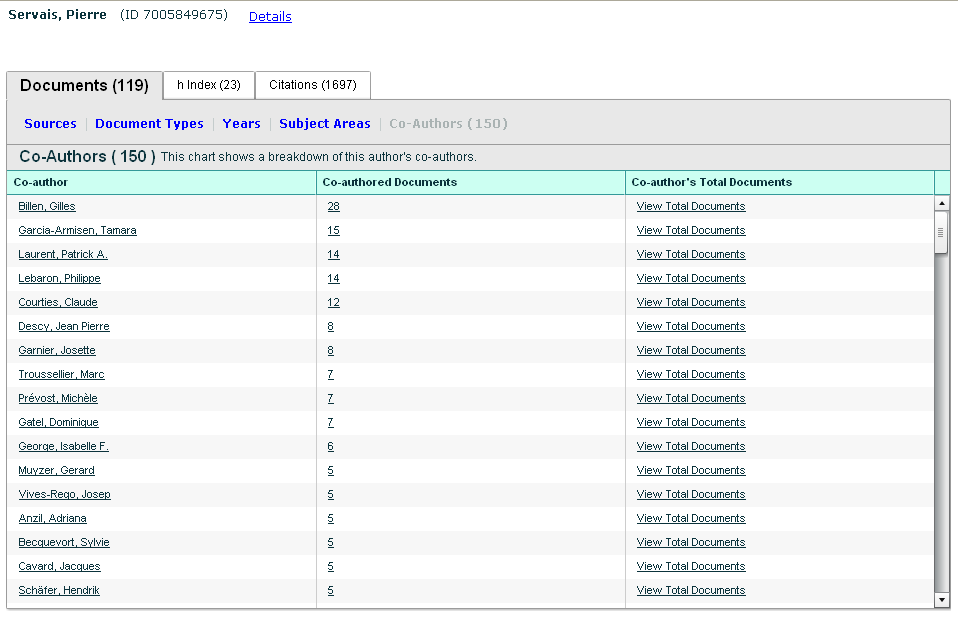 Servais, Pierre (ID 7005849675) Details
Documents (119) h Index (23) Citations (1697)
Sources Document Types Years Subject Areas Co-Authors (150)
Co-Authors ( 150 ) This chart shows a breakdown of this author's co-authors.
Co-author Co-authored Documents Co-author's Total Documents
Billen, Gilles 28 View Total Documents
Garcia-Armisen, Tamara 15 View Total Documents
Laurent, Patrick A. 14 View Total Documents
Lebaron, Philippe 14 View Total Documents
Courties, Claude 12 View Total Documents
Descy, Jean Pierre 8 View Total Documents
Garnier, Josette 8 View Total Documents
Troussellier, Marc 7 View Total Documents
Prévost, Michèle 7 View Total Documents
Gatel, Dominique 7 View Total Documents
George, Isabelle F. 6 View Total Documents
Muyzer, Gerard 5 View Total Documents
Vives-Rego, Josep 5 View Total Documents
Anzil, Adriana 5 View Total Documents
Becquevort, Sylvie 5 View Total Documents
Cavard, Jacques 5 View Total Documents
Schäfer, Hendrik 5 View Total Documents